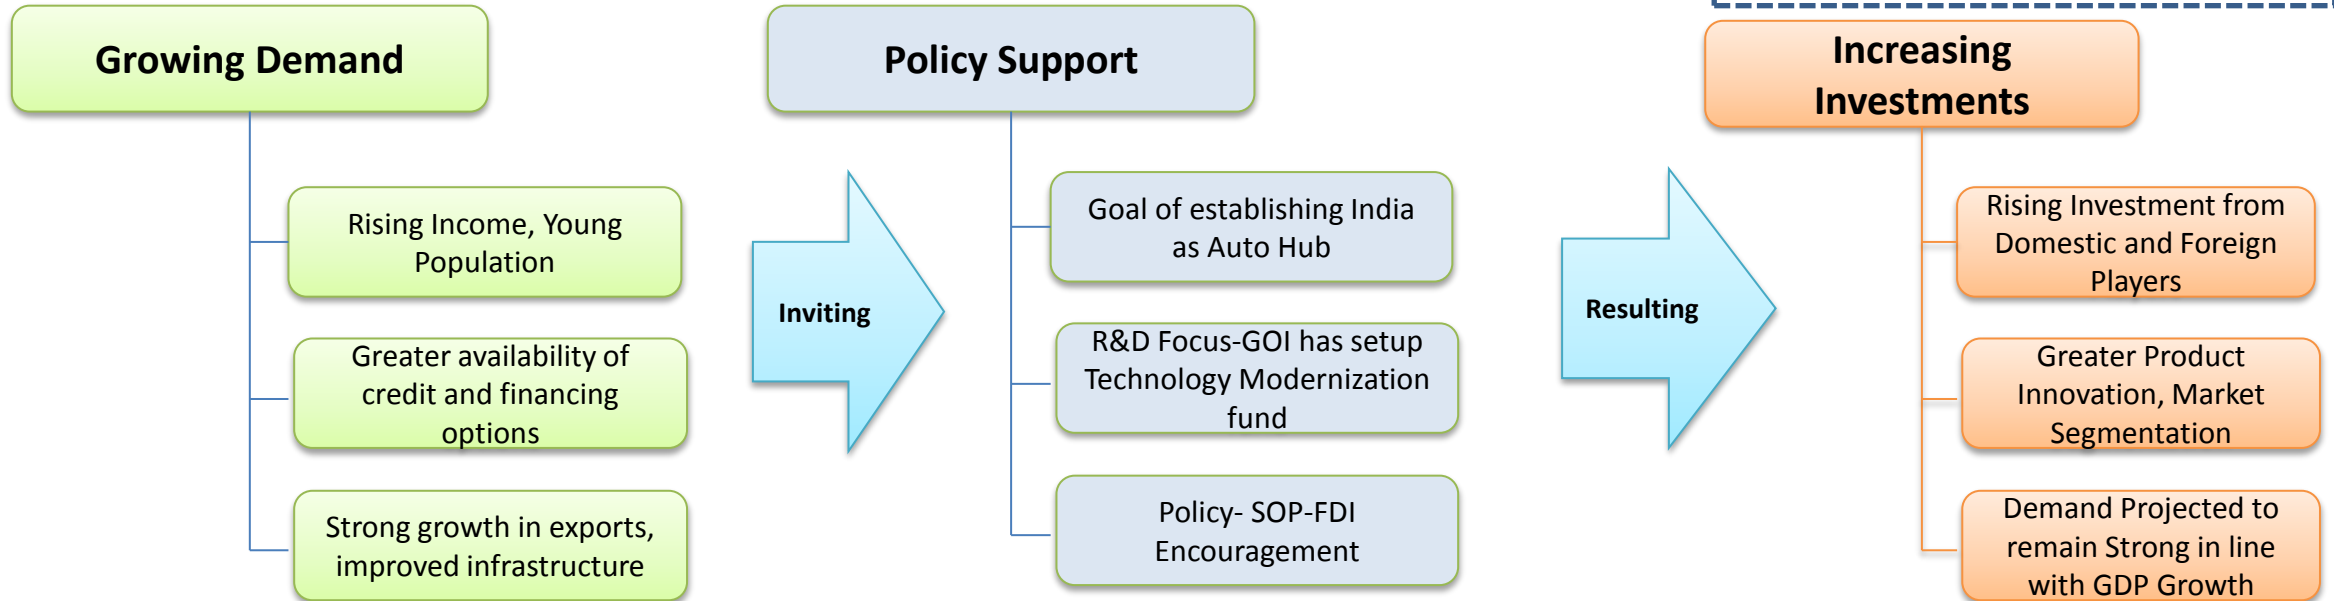 Growing Demand
Rising Income, Young
Population
Greater availability of
credit and financing
options
Strong growth in exports,
improved infrastructure
Inviting
Policy Support
Goal of establishing India
as Auto Hub
R&D Focus-GOI has setup
Technology Modernization
fund
Policy- SOP-FDI
Encouragement
Resulting
Increasing
Investments
Rising Investment from
Domestic and Foreign
Players
Greater Product
Innovation, Market
Segmentation
Demand Projected to
remain Strong in line
with GDP Growth